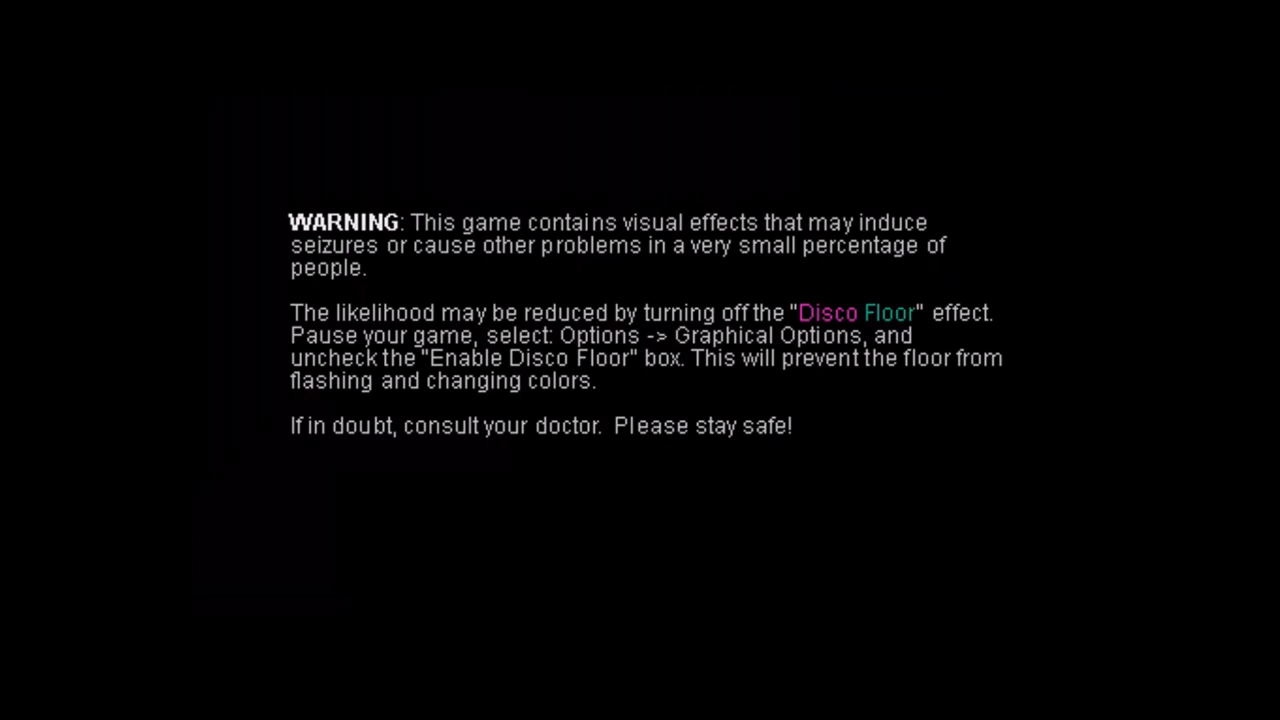 WARNING: This game contains visual effects that may induce
seizures or cause other problems in a very small percentage of
people.
The likelihood may be reduced by turning off the "Disco Floor" effect.
Pause your game, select: Options -> Graphical Options, and
uncheck the "Enable Disco Floor" box. This will prevent the floor from
flashing and changing colors.
If in doubt, consult your doctor.  Please stay safe!